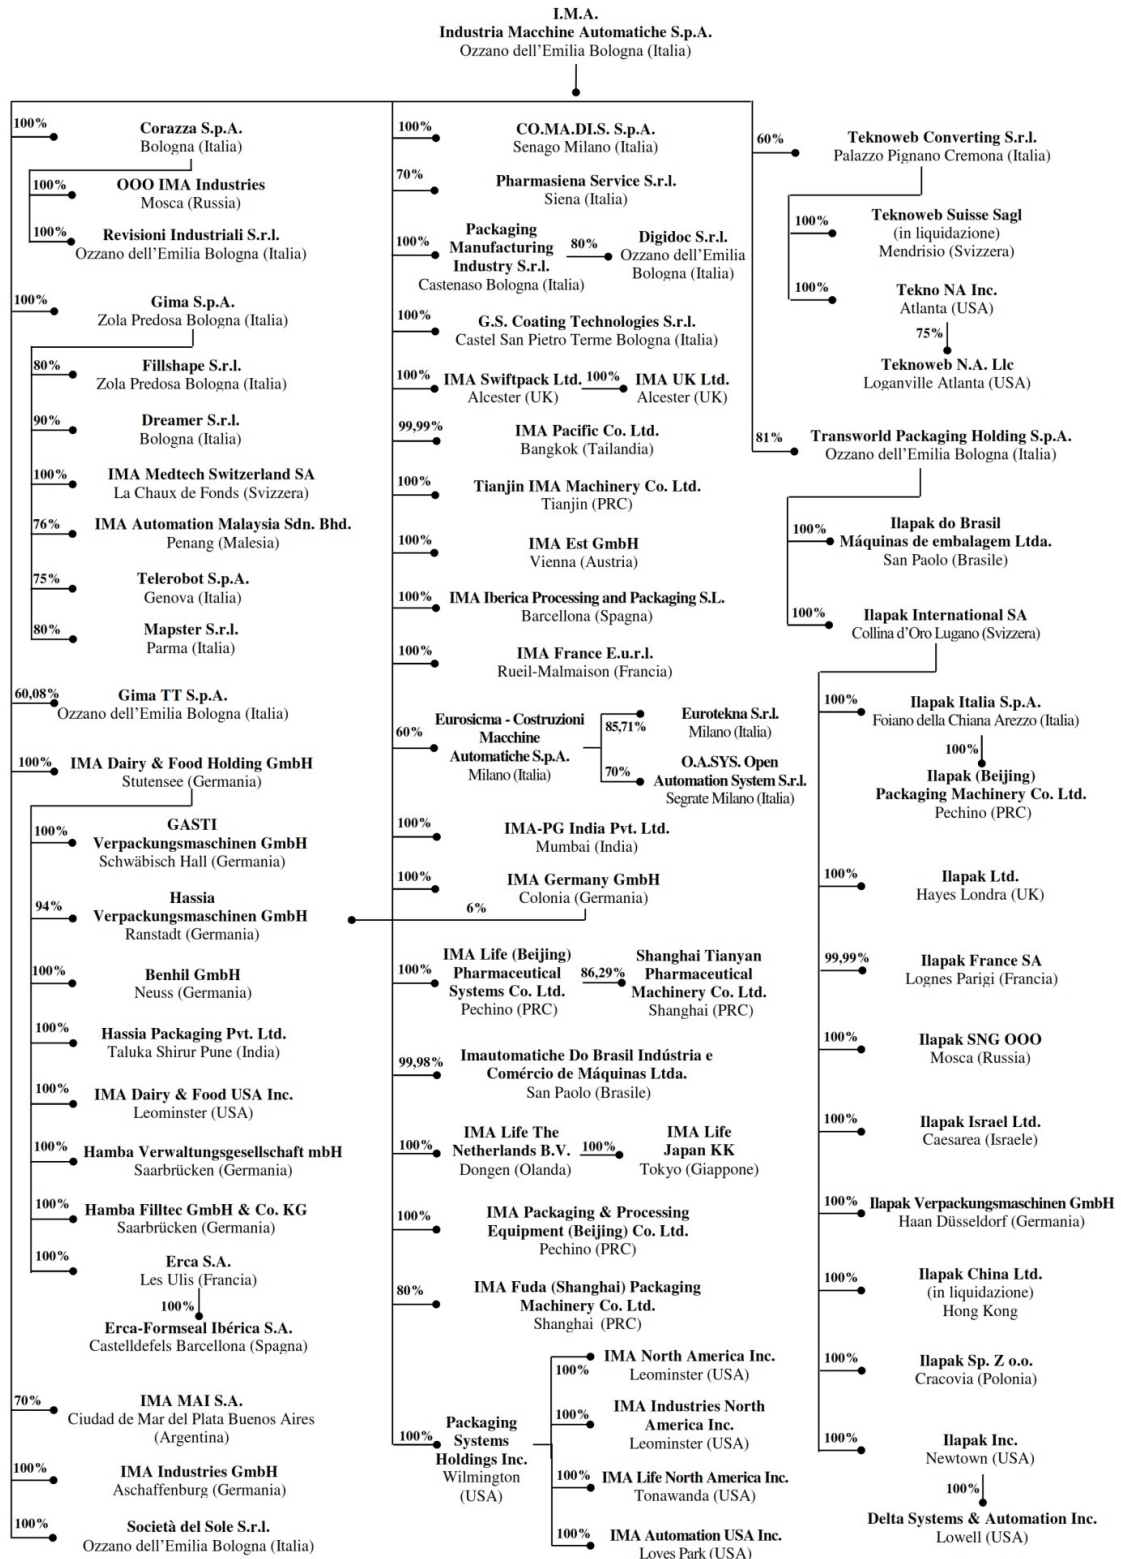 I.M.A.
Industria Macchine Automatiche S.p.A.
Ozzano dell'Emilia Bologna (Italia)
100%
Corazza S.p.A.
Bologna (Italia)
100%
OOO IMA Industries
Mosca (Russia)
100%
Revisioni Industriali S.r.l.
Ozzano dell'Emilia Bologna (Italia)
100%
Gima S.p.A.
Zola Predosa Bologna (Italia)
80%
Fillshape S.r.l.
Zola Predosa Bologna (Italia)
90%
Dreamer S.r.l.
Bologna (Italia)
100%
IMA Medtech Switzerland SA
La Chaux de Fonds (Svizzera)
76%
IMA Automation Malaysia Sdn. Bhd.
Penang (Malesia)
75%
Telerobot S.p.A.
Genova (Italia)
80%
Mapster S.r.l.
Parma (Italia)
60,08%
Gima TT S.p.A.
Ozzano dell'Emilia Bologna (Italia)
100%
IMA Dairy & Food Holding GmbH
Stutensee (Germania)
100%
GASTI
Verpackungsmaschinen GmbH
Schwäbisch Hall (Germania)
94%
Hassia
Verpackungsmaschinen GmbH
Ranstadt (Germania)
100%
Benhil GmbH
Neuss (Germania)
100%
Hassia Packaging Pvt. Ltd.
Taluka Shirur Pune (India)
100%
IMA Dairy & Food USA Inc.
Leominster (USA)
100%
Hamba Verwaltungsgesellschaft mbH
Saarbrücken (Germania)
100%
Hamba Filltec GmbH & Co. KG
Saarbrücken (Germania)
100%
Erca S.A.
Les Ulis (Francia)
100%
Erca-Formseal Ibérica S.A.
Castelldefels Barcellona (Spagna)
70%
IMA MAI S.A.
Ciudad de Mar del Plata Buenos Aires
(Argentina)
100%
IMA Industries GmbH
Aschaffenburg (Germania)
100%
Società del Sole S.r.l.
Ozzano dell'Emilia Bologna (Italia)
100%
CO.MA.DI.S. S.p.A.
Senago Milano (Italia)
70%
Pharmasiena Service S.r.l.
Siena (Italia)
100%
Packaging
Manufacturing
Industry S.r.l.
Castenaso Bologna (Italia)
80%
Digidoc S.r.l.
Ozzano dell'Emilia
Bologna (Italia)
100%
G.S. Coating Technologies S.r.l.
Castel San Pietro Terme Bologna (Italia)
100%
IMA Swiftpack Ltd.
Alcester (UK)
100%
IMA UK Ltd.
Alcester (UK)
99,99%
IMA Pacific Co. Ltd.
Bangkok (Tailandia)
100%
Tianjin IMA Machinery Co. Ltd.
Tianjin (PRC)
100%
IMA Est GmbH
Vienna (Austria)
100%
IMA Iberica Processing and Packaging S.L.
Barcellona (Spagna)
100%
IMA France E.u.r.l.
Rueil-Malmaison (Francia)
60%
Eurosicma - Costruzioni
Macchine
Automatiche S.p.A.
Milano (Italia)
85,71%
Eurotekna S.r.l.
Milano (Italia)
70%
O.A.SYS. Open
Automation System S.r.l.
Segrate Milano (Italia)
100%
IMA-PG India Pvt. Ltd.
Mumbai (India)
100%
IMA Germany GmbH
Colonia (Germania)
6%
100%
IMA Life (Beijing)
Pharmaceutical
Systems Co. Ltd.
Pechino (PRC)
86,29%
Shanghai Tianyan
Pharmaceutical
Machinery Co. Ltd.
Shanghai (PRC)
99,98%
Imautomatiche Do Brasil Indústria e
Comércio de Máquinas Ltda.
San Paolo (Brasile)
100%
IMA Life The
Netherlands B.V.
Dongen (Olanda)
100%
IMA Life
Japan KK
Tokyo (Giappone)
100%
IMA Packaging & Processing
Equipment (Beijing) Co. Ltd.
Pechino (PRC)
80%
IMA Fuda (Shanghai) Packaging
Machinery Co. Ltd.
Shanghai (PRC)
100%
Packaging
Systems
Holdings Inc.
Wilmington
(USA)
100%
IMA North America Inc.
Leominster (USA)
100%
IMA Industries North
America Inc.
Leominster (USA)
100%
IMA Life North America Inc.
Tonawanda (USA)
100%
IMA Automation USA Inc.
Loves Park (USA)
60%
Teknoweb Converting S.r.l.
Palazzo Pignano Cremona (Italia)
100%
Teknoweb Suisse Sagl
(in liquidazione)
Mendrisio (Svizzera)
100%
Tekno NA Inc.
Atlanta (USA)
75%
Teknoweb N.A. Llc
Loganville Atlanta (USA)
81%
Transworld Packaging Holding S.p.A.
Ozzano dell'Emilia Bologna (Italia)
100%
Ilapak do Brasil
Máquinas de embalagem Ltda.
San Paolo (Brasile)
100%
Ilapak International SA
Collina d'Oro Lugano (Svizzera)
100%
Ilapak Italia S.p.A.
Foiano della Chiana Arezzo (Italia)
100%
Ilapak (Beijing)
Packaging Machinery Co. Ltd.
Pechino (PRC)
100%
Ilapak Ltd.
Hayes Londra (UK)
99,99%
Ilapak France SA
Lognes Parigi (Francia)
100%
Ilapak SNG OOO
Mosca (Russia)
100%
Ilapak Israel Ltd.
Caesarea (Israele)
100%
Ilapak Verpackungsmaschinen GmbH
Haan Düsseldorf (Germania)
100%
Ilapak China Ltd.
(in liquidazione)
Hong Kong
100%
Ilapak Sp. Z o.o.
Cracovia (Polonia)
100%
Ilapak Inc.
Newtown (USA)
100%
Delta Systems & Automation Inc.
Lowell (USA)